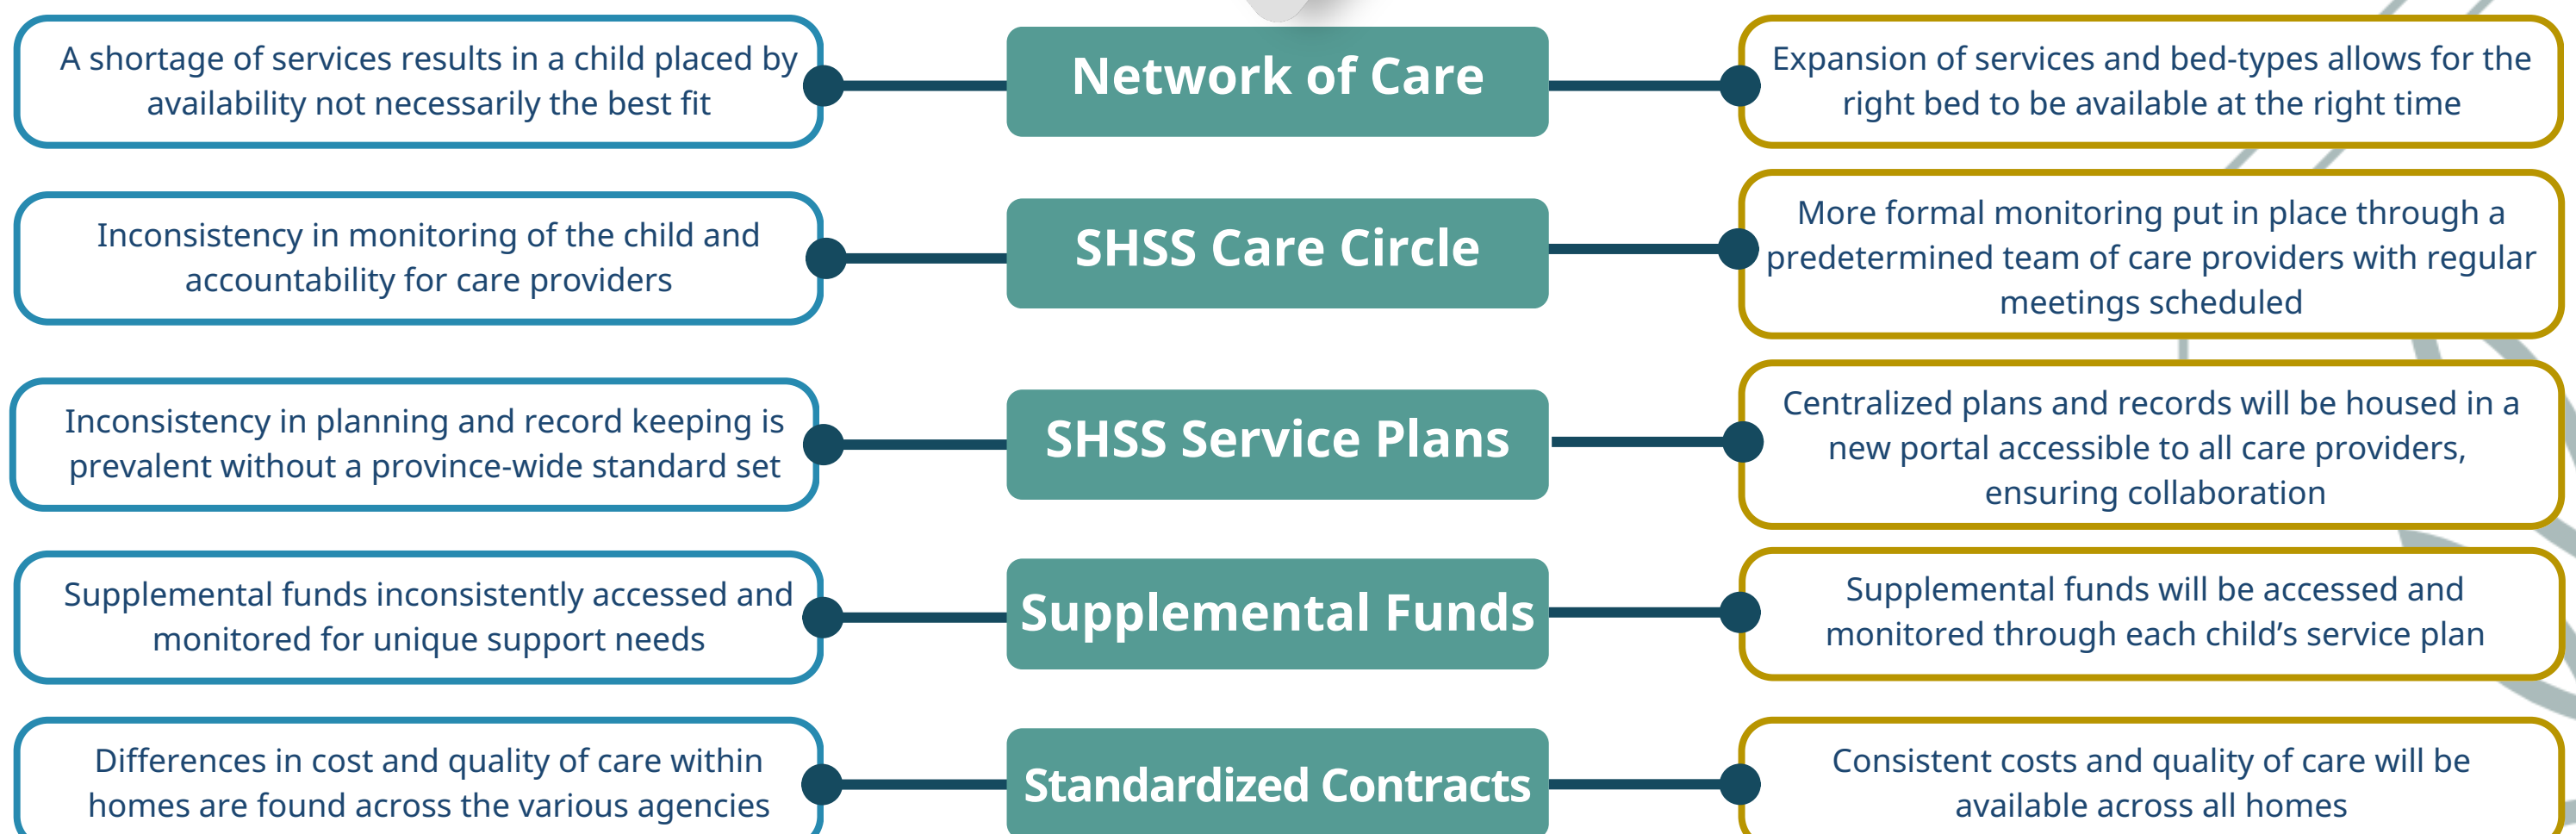 A shortage of services results in a child placed by
availability not necessarily the best fit
Network of Care
Expansion of services and bed-types allows for the
right bed to be available at the right time
Inconsistency in monitoring of the child and
accountability for care providers
SHSS Care Circle
More formal monitoring put in place through a
predetermined team of care providers with regular
meetings scheduled
Inconsistency in planning and record keeping is
prevalent without a province-wide standard set
SHSS Service Plans
Centralized plans and records will be housed in a
new portal accessible to all care providers,
ensuring collaboration
Supplemental funds inconsistently accessed and
monitored for unique support needs
Supplemental Funds
Supplemental funds will be accessed and
monitored through each child’s service plan
Differences in cost and quality of care within
homes are found across the various agencies
Standardized Contracts
Consistent costs and quality of care will be
available across all homes